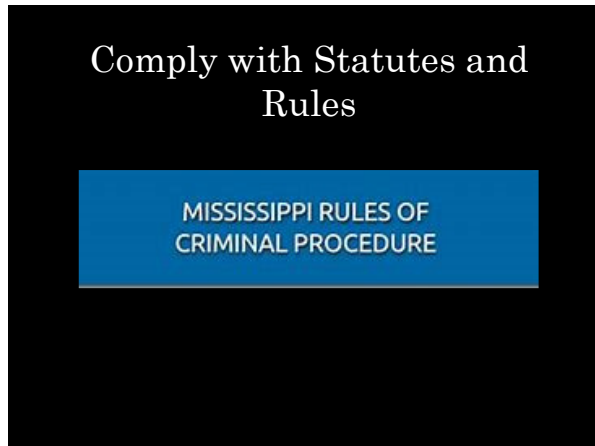 Comply with Statutes and
Rules
MISSISSIPPI RULES OF
CRIMINAL PROCEDURE